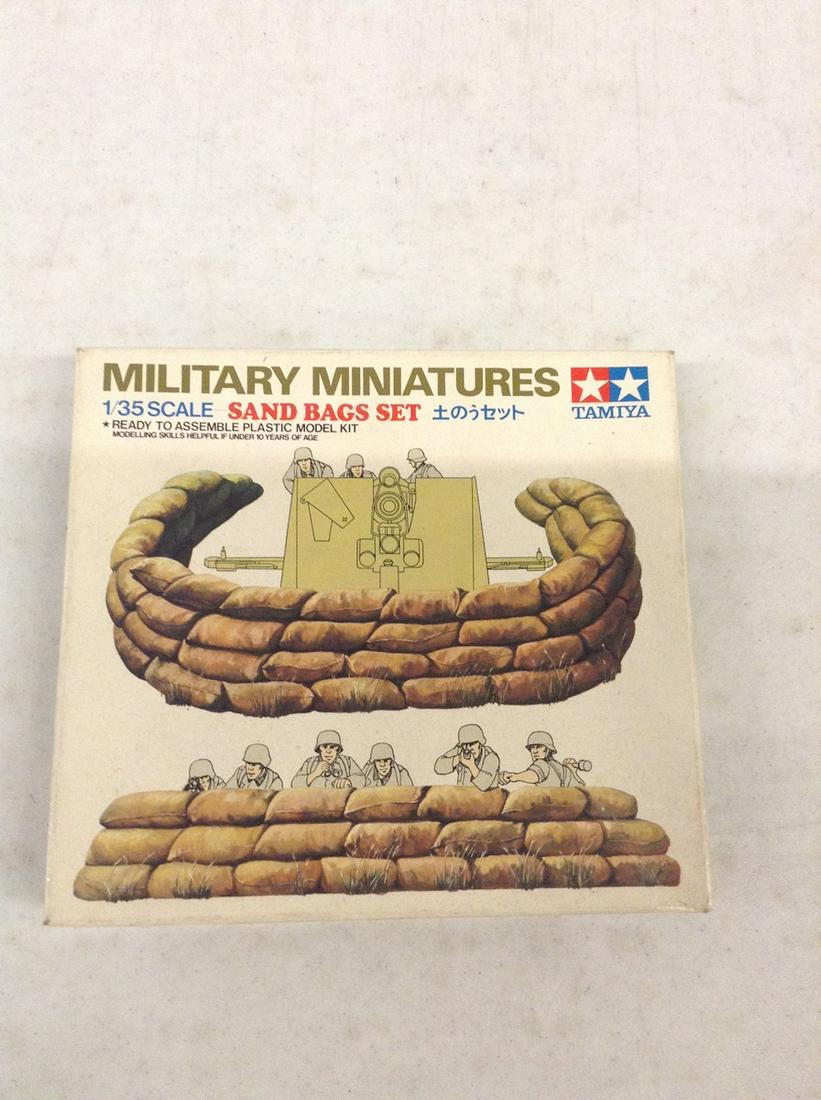 MILITARY MINIATURES
1/35 SCALE SAND BAGS SET 土のうセット
TAMIYA
★ READY TO ASSEMBLE PLASTIC MODEL KIT
MODELLING SKILLS HELPFUL IF UNDER 10 YEARS OF AGE